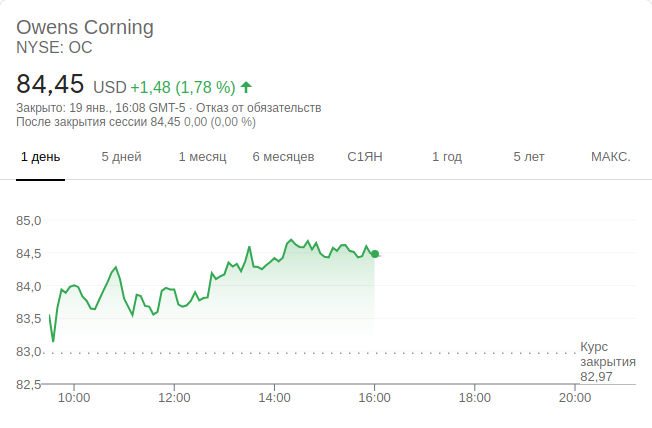 Owens Corning
NYSE: OC
84,45 USD +1,48 (1,78 %)
Закрыто: 19 янв., 16:08 GMT-5 · Отказ от обязательств
После закрытия сессии 84,45 0,00 (0,00 %)
1 день 5 дней 1 месяц 6 месяцев С1ЯН 1 год 5 лет МАКС.
85,0
84,5
84,0
83,5
83,0
82,5
Курс
закрытия
82,97
10:00 12:00 14:00 16:00 18:00 20:00